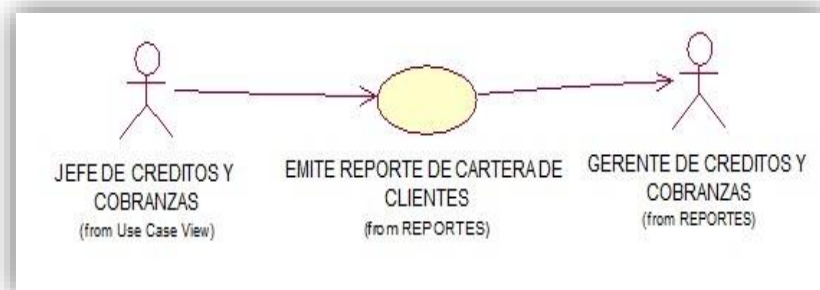 JEFE DE CREDITOS Y
COBRANZAS
(from Use Case View)
EMITE REPORTE DE CARTERA DE
CLIENTES
(from REPORTES)
GERENTE DE CREDITOS Y
COBRANZAS
(from REPORTES)